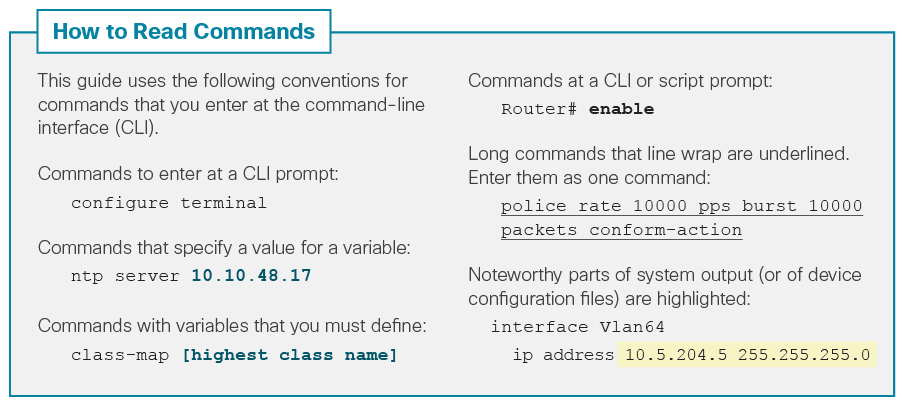 How to Read Commands
This guide uses the following conventions for
commands that you enter at the command-line
interface (CLI).
Commands to enter at a CLI prompt:
configure terminal
Commands that specify a value for a variable:
ntp server 10.10.48.17
Commands with variables that you must define:
class-map [highest class name]
Commands at a CLI or script prompt:
Router# enable
Long commands that line wrap are underlined.
Enter them as one command:
police rate 10000 pps burst 10000
packets conform-action
Noteworthy parts of system output (or of device
configuration files) are highlighted:
interface Vlan64
ip address 10.5.204.5 255.255.255.0